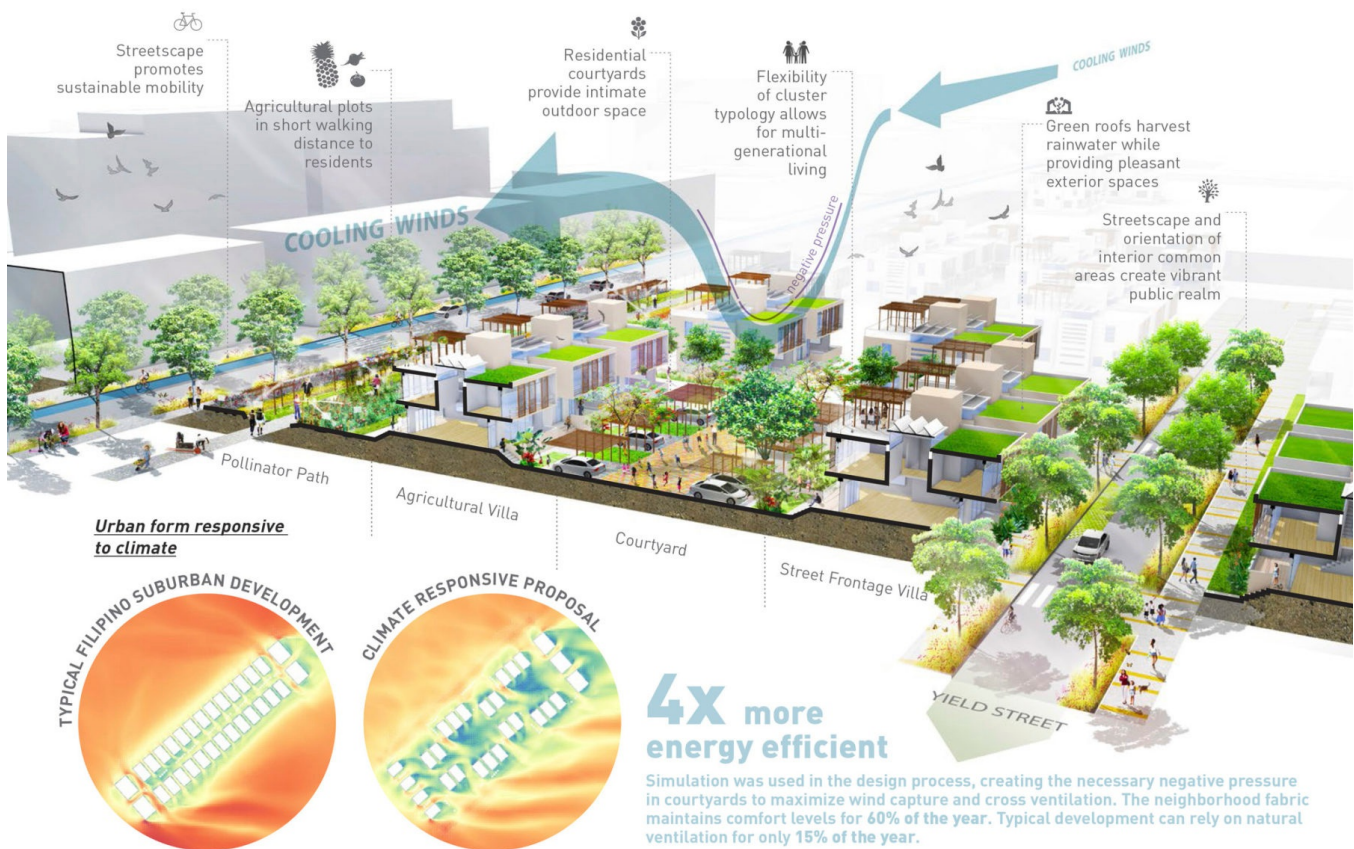 Streetscape
promotes
sustainable mobility
Agricultural plots
in short walking
distance to
residents
Residential
courtyards
provide intimate
outdoor space
Flexibility
of cluster
typology allows
for multi-
generational
living
COOLING WINDS
Green roofs harvest
rainwater while
providing pleasant
exterior spaces
Streetscape and
orientation of
interior common
areas create vibrant
public realm
COOLING WINDS
negative pressure
Pollinator Path
Agricultural Villa
Courtyard
Street Frontage Villa
YIELD STREET
Urban form responsive
to climate
TYPICAL FILIPINO SUBURBAN DEVELOPMENT
CLIMATE RESPONSIVE PROPOSAL
4x more
energy efficient
Simulation was used in the design process, creating the necessary negative pressure
in courtyards to maximize wind capture and cross ventilation. The neighborhood fabric
maintains comfort levels for 60% of the year. Typical development can rely on natural
ventilation for only 15% of the year.